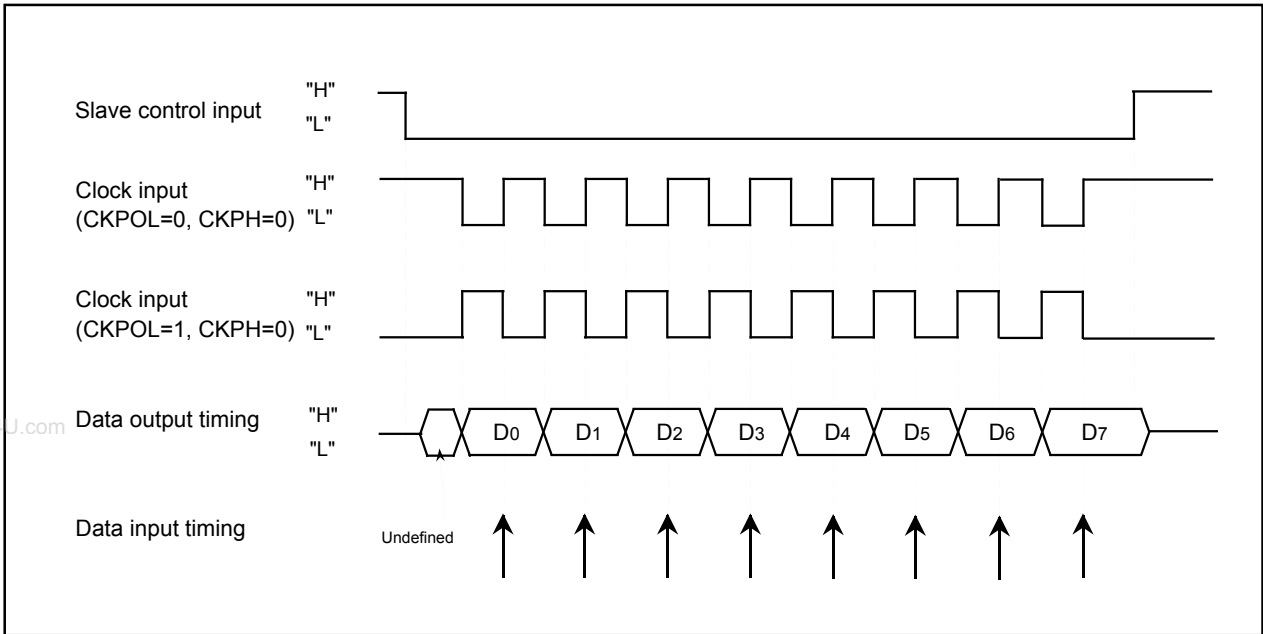 Slave control input
"H"
"L"
Clock input
(CKPOL=0, CKPH=0)
"H"
"L"
Clock input
(CKPOL=1, CKPH=0)
"H"
"L"
Data output timing
"H"
"L"
D0 D1 D2 D3 D4 D5 D6 D7
Undefined
Data input timing
U.com